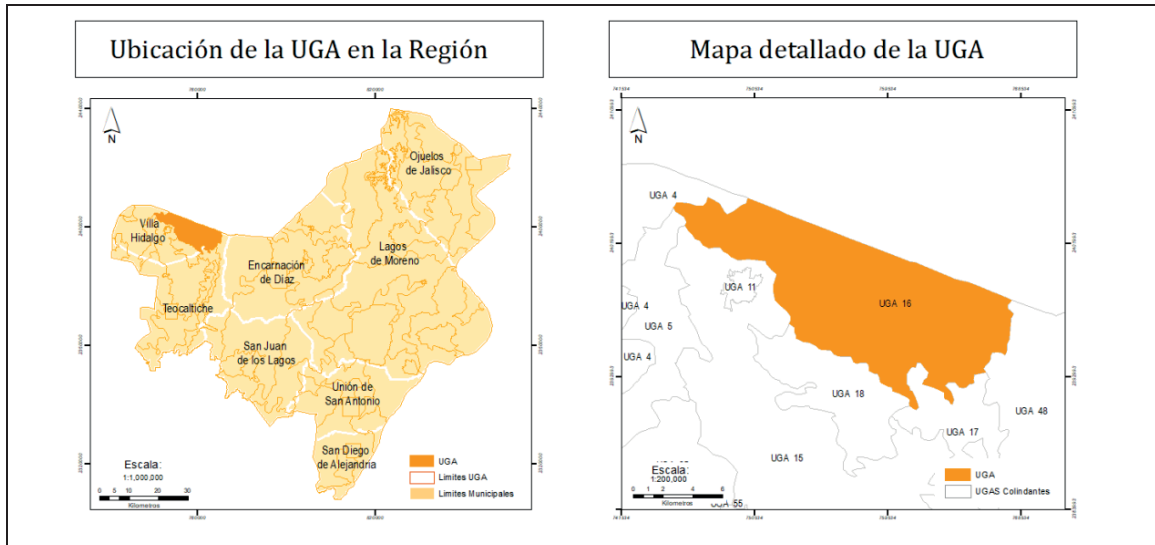 Ubicación de la UGA en la Región
Mapa detallado de la UGA
N
Ojuelos
de Jalisco
Villa
Hidalgo
Lagos
de Moreno
Encarnación
de Díaz
Teocaltiche
San Juan
de los Lagos
Unión de
San Antonio
San Diego
de Alejandría
Escala:
1:1,000,000
0 5 10 20 30
Kilometros
UGA
Limites UGA
Limites Municipales
N
UGA 4
UGA 11
UGA 16
UGA 4
UGA 5
UGA 4
UGA 18
UGA 48
UGA 17
UGA 15
Escala:
1:200,000
0 1 2 4 6
Kilometros
UGA 55
UGA
UGAS Colindantes